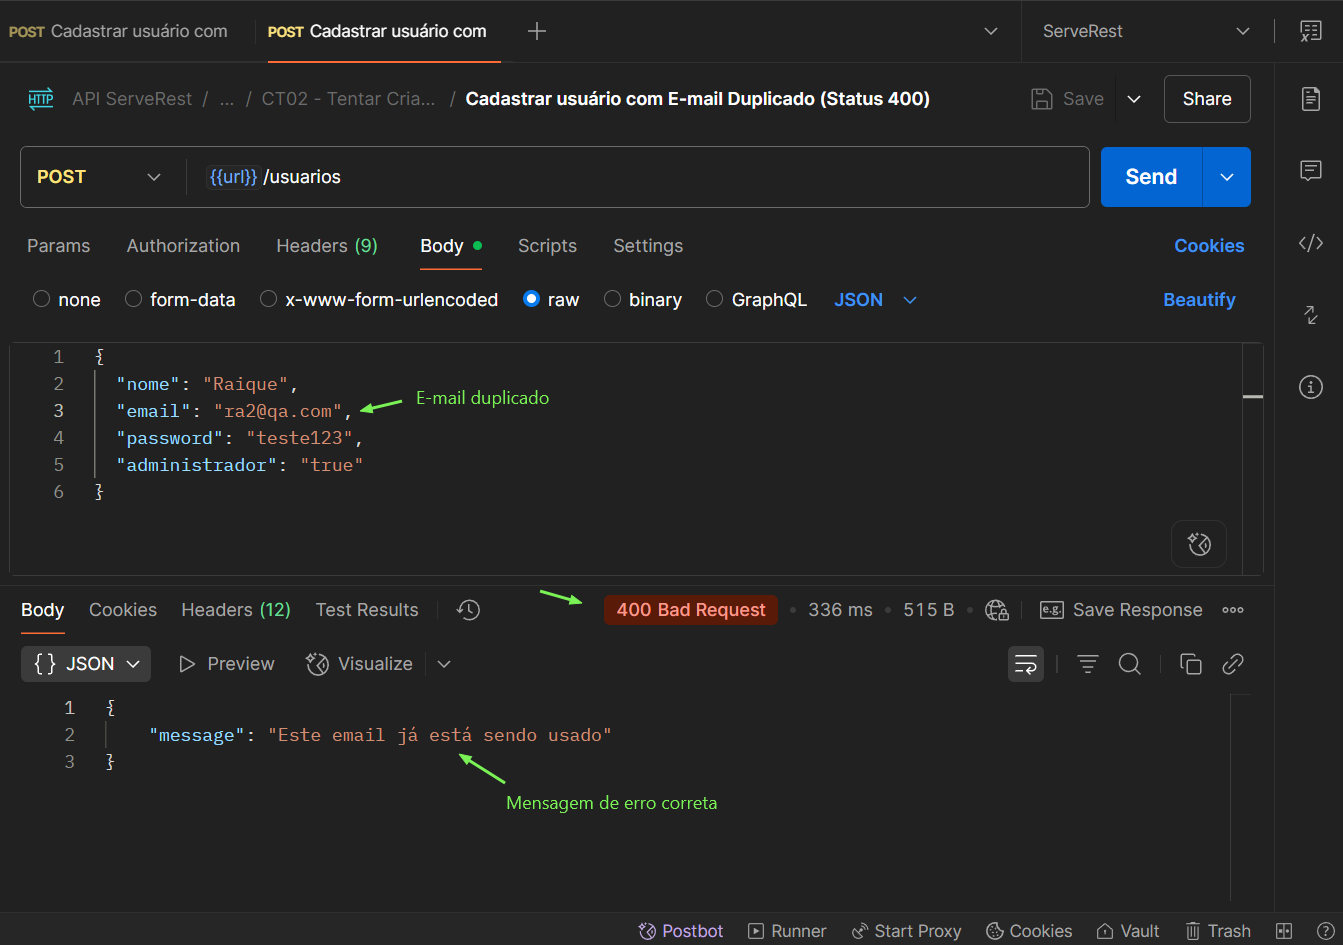 POST Cadastrar usuário com
POST Cadastrar usuário com
ServeRest
HTTP API ServeRest / ... / CT02 - Tentar Cria... / Cadastrar usuário com E-mail Duplicado (Status 400)
Save
Share
POST
{{url}} /usuarios
Send
Params Authorization Headers (9) Body Scripts Settings Cookies
none form-data x-www-form-urlencoded raw binary GraphQL JSON Beautify
1 {
2 "nome": "Raique",
3 "email": "ra2@qa.com", E-mail duplicado
4 "password": "teste123",
5 "administrador": "true"
6 }
Body Cookies Headers (12) Test Results 400 Bad Request • 336 ms • 515 B • e.g. Save Response
{} JSON Preview Visualize
1 {
2 "message": "Este email já está sendo usado"
3 }
Mensagem de erro correta
Postbot Runner Start Proxy Cookies Vault Trash